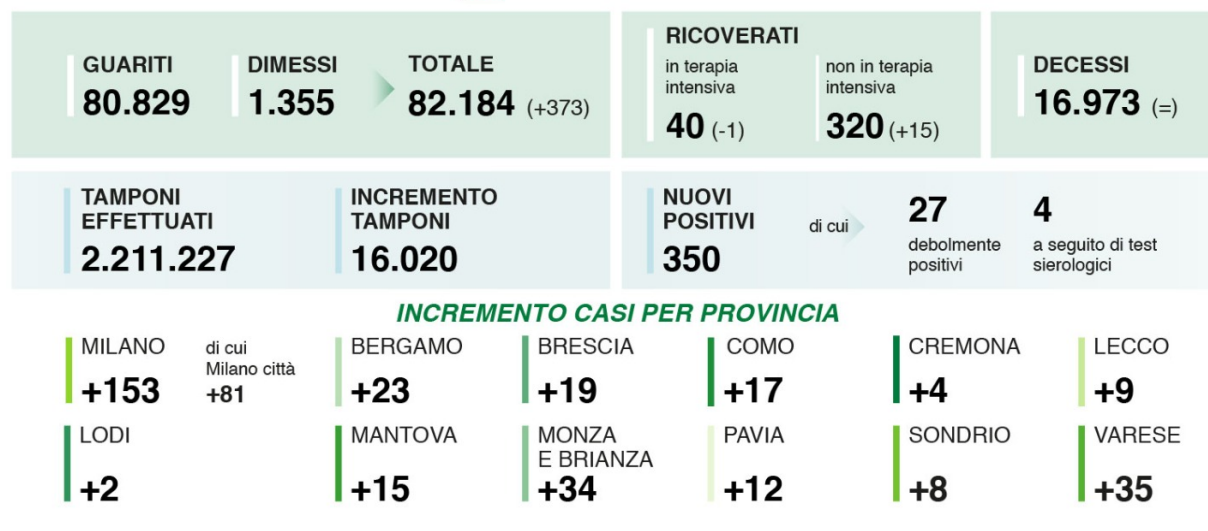 GUARITI
80.829
DIMESSI
1.355
TOTALE
82.184 (+373)
RICOVERATI
in terapia
intensiva
40 (-1)
non in terapia
intensiva
320 (+15)
DECESSI
16.973 (=)
TAMPONI
EFFETTUATI
2.211.227
INCREMENTO
TAMPONI
16.020
NUOVI
POSITIVI
350
di cui
27
debolmente
positivi
4
a seguito di test
sierologici
INCREMENTO CASI PER PROVINCIA
MILANO
+153
di cui
Milano città
+81
BERGAMO
+23
BRESCIA
+19
COMO
+17
CREMONA
+4
LECCO
+9
LODI
+2
MANTOVA
+15
MONZA
E BRIANZA
+34
PAVIA
+12
SONDRIO
+8
VARESE
+35